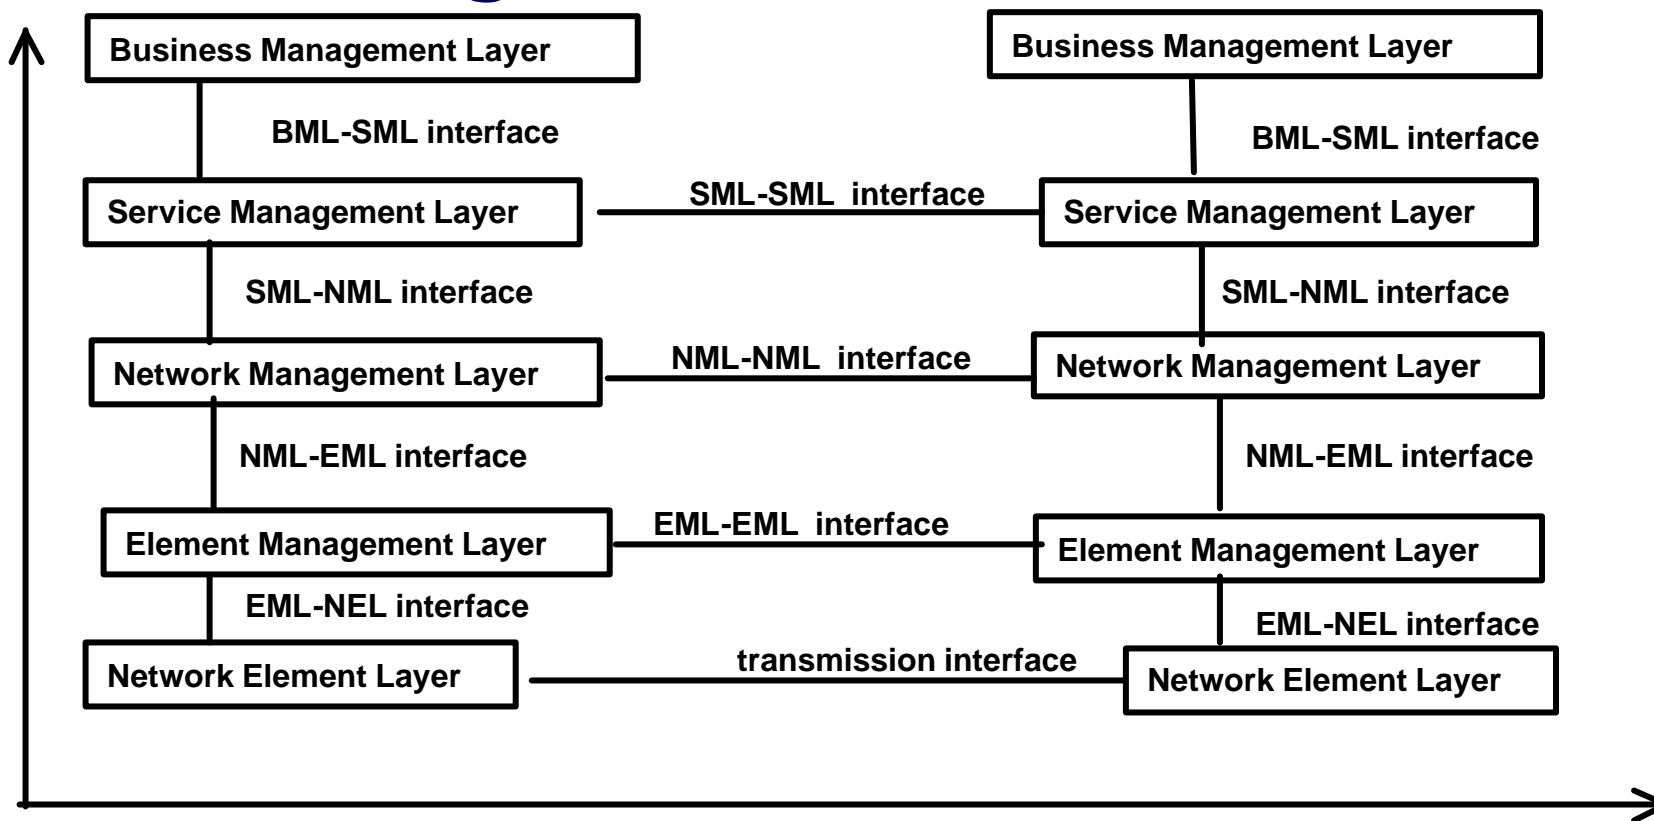 Business Management Layer
Business Management Layer
BML-SML interface
BML-SML interface
Service Management Layer
SML-SML interface
Service Management Layer
SML-NML interface
SML-NML interface
Network Management Layer
NML-NML interface
Network Management Layer
NML-EML interface
NML-EML interface
Element Management Layer
EML-EML interface
Element Management Layer
EML-NEL interface
EML-NEL interface
Network Element Layer
transmission interface
Network Element Layer